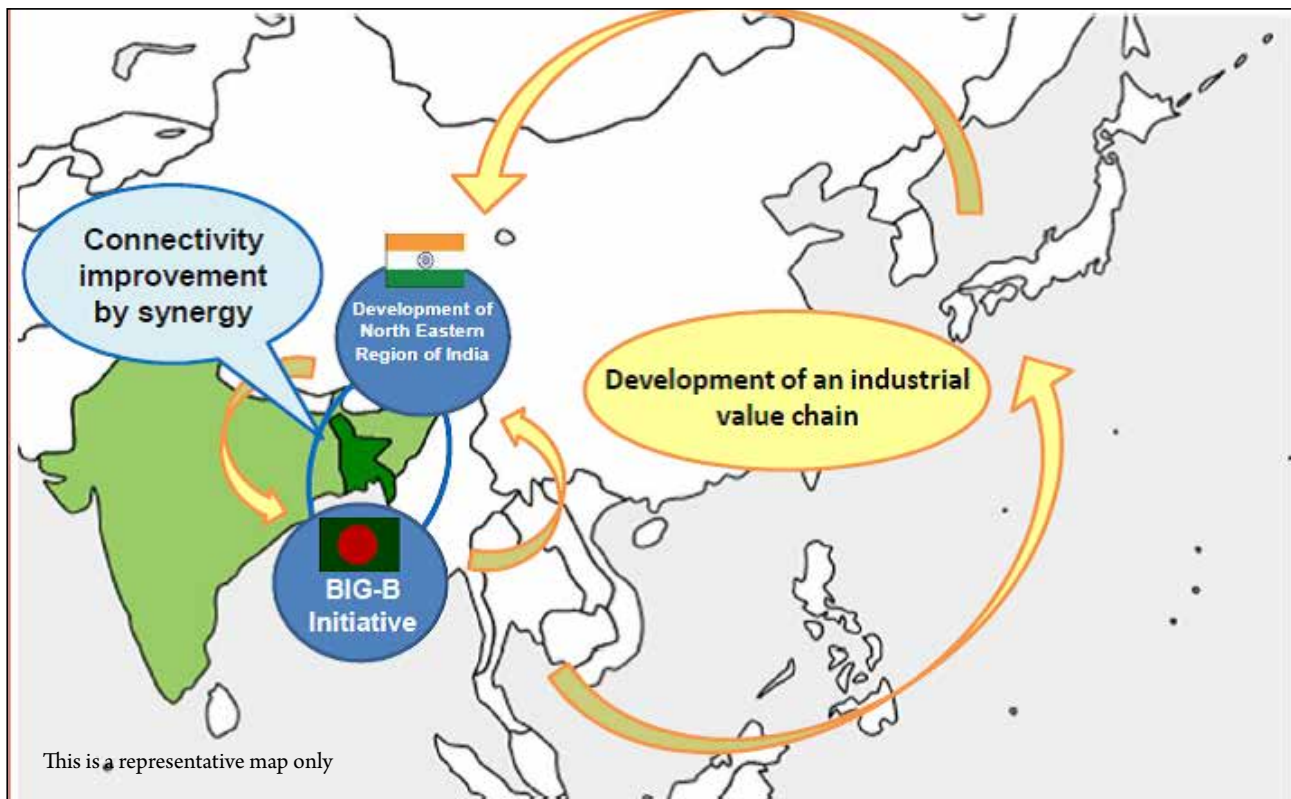 Connectivity
improvement
by synergy
Development of
North Eastern
Region of India
Development of an industrial
value chain
BIG-B
Initiative
This is a representative map only